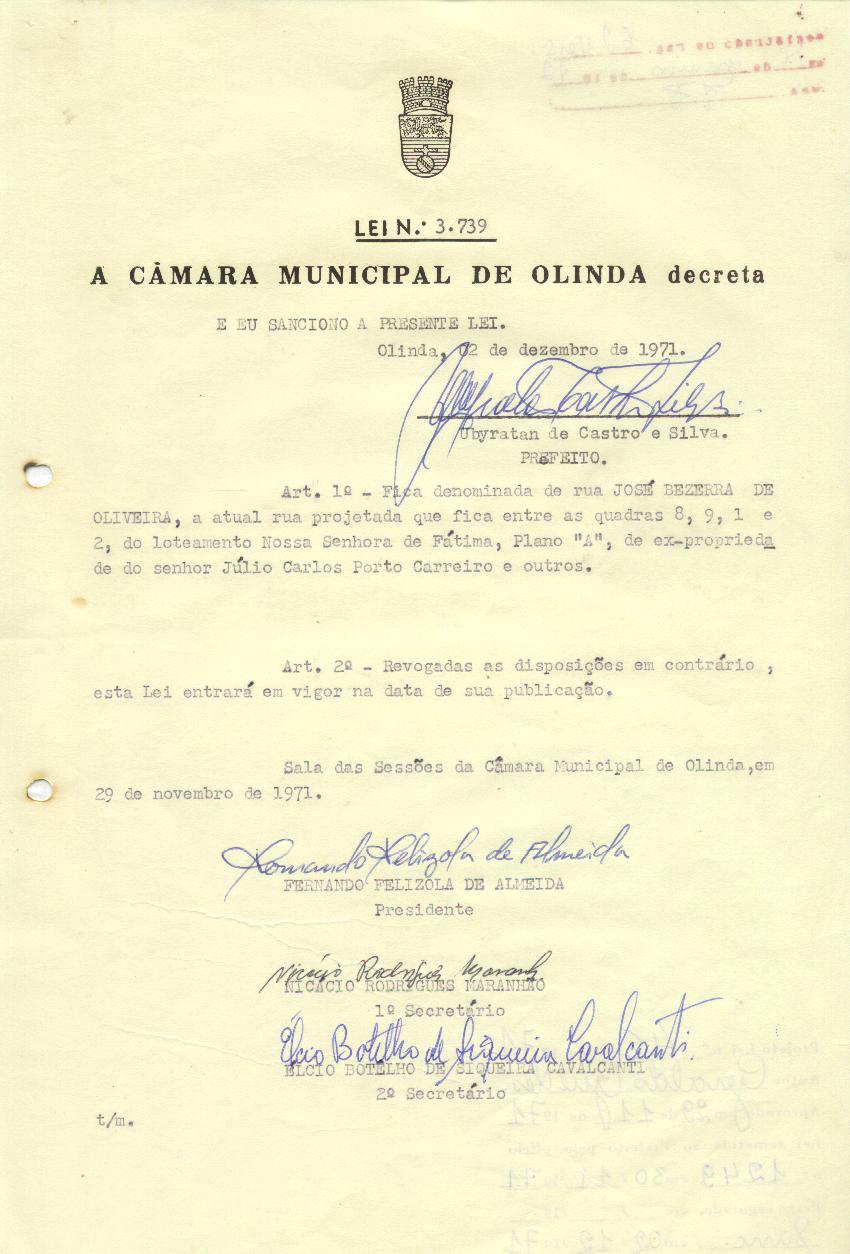 LEI N.º 3.739
A CÂMARA MUNICIPAL DE OLINDA decreta
E EU SANCIONO A PRESENTE LEI.
Olinda, 02 de dezembro de 1971.
Ubyratan de Castro e Silva.
PREFEITO.
Art. 1º - Fica denominada de rua JOSÉ BEZERRA DE
OLIVEIRA, a atual rua projetada que fica entre as quadras 8, 9, 1 e
2, do loteamento Nossa Senhora de Fátima, Plano "A", de ex-proprieda
de do senhor Júlio Carlos Porto Carreiro e outros.
Art. 2º - Revogadas as disposições em contrário ,
esta Lei entrará em vigor na data de sua publicação.
Sala das Sessões da Câmara Municipal de Olinda,em
29 de novembro de 1971.
Fernando Felizola de Almeida
FERNANDO FELIZOLA DE ALMEIDA
Presidente
Nicácio Rodrigues Maranhão
NICÁCIO RODRIGUES MARANHÃO
1º Secretário
Élcio Botelho de Siqueira Cavalcanti.
ÉLCIO BOTELHO DE SIQUEIRA CAVALCANTI
2º Secretário
t/m.